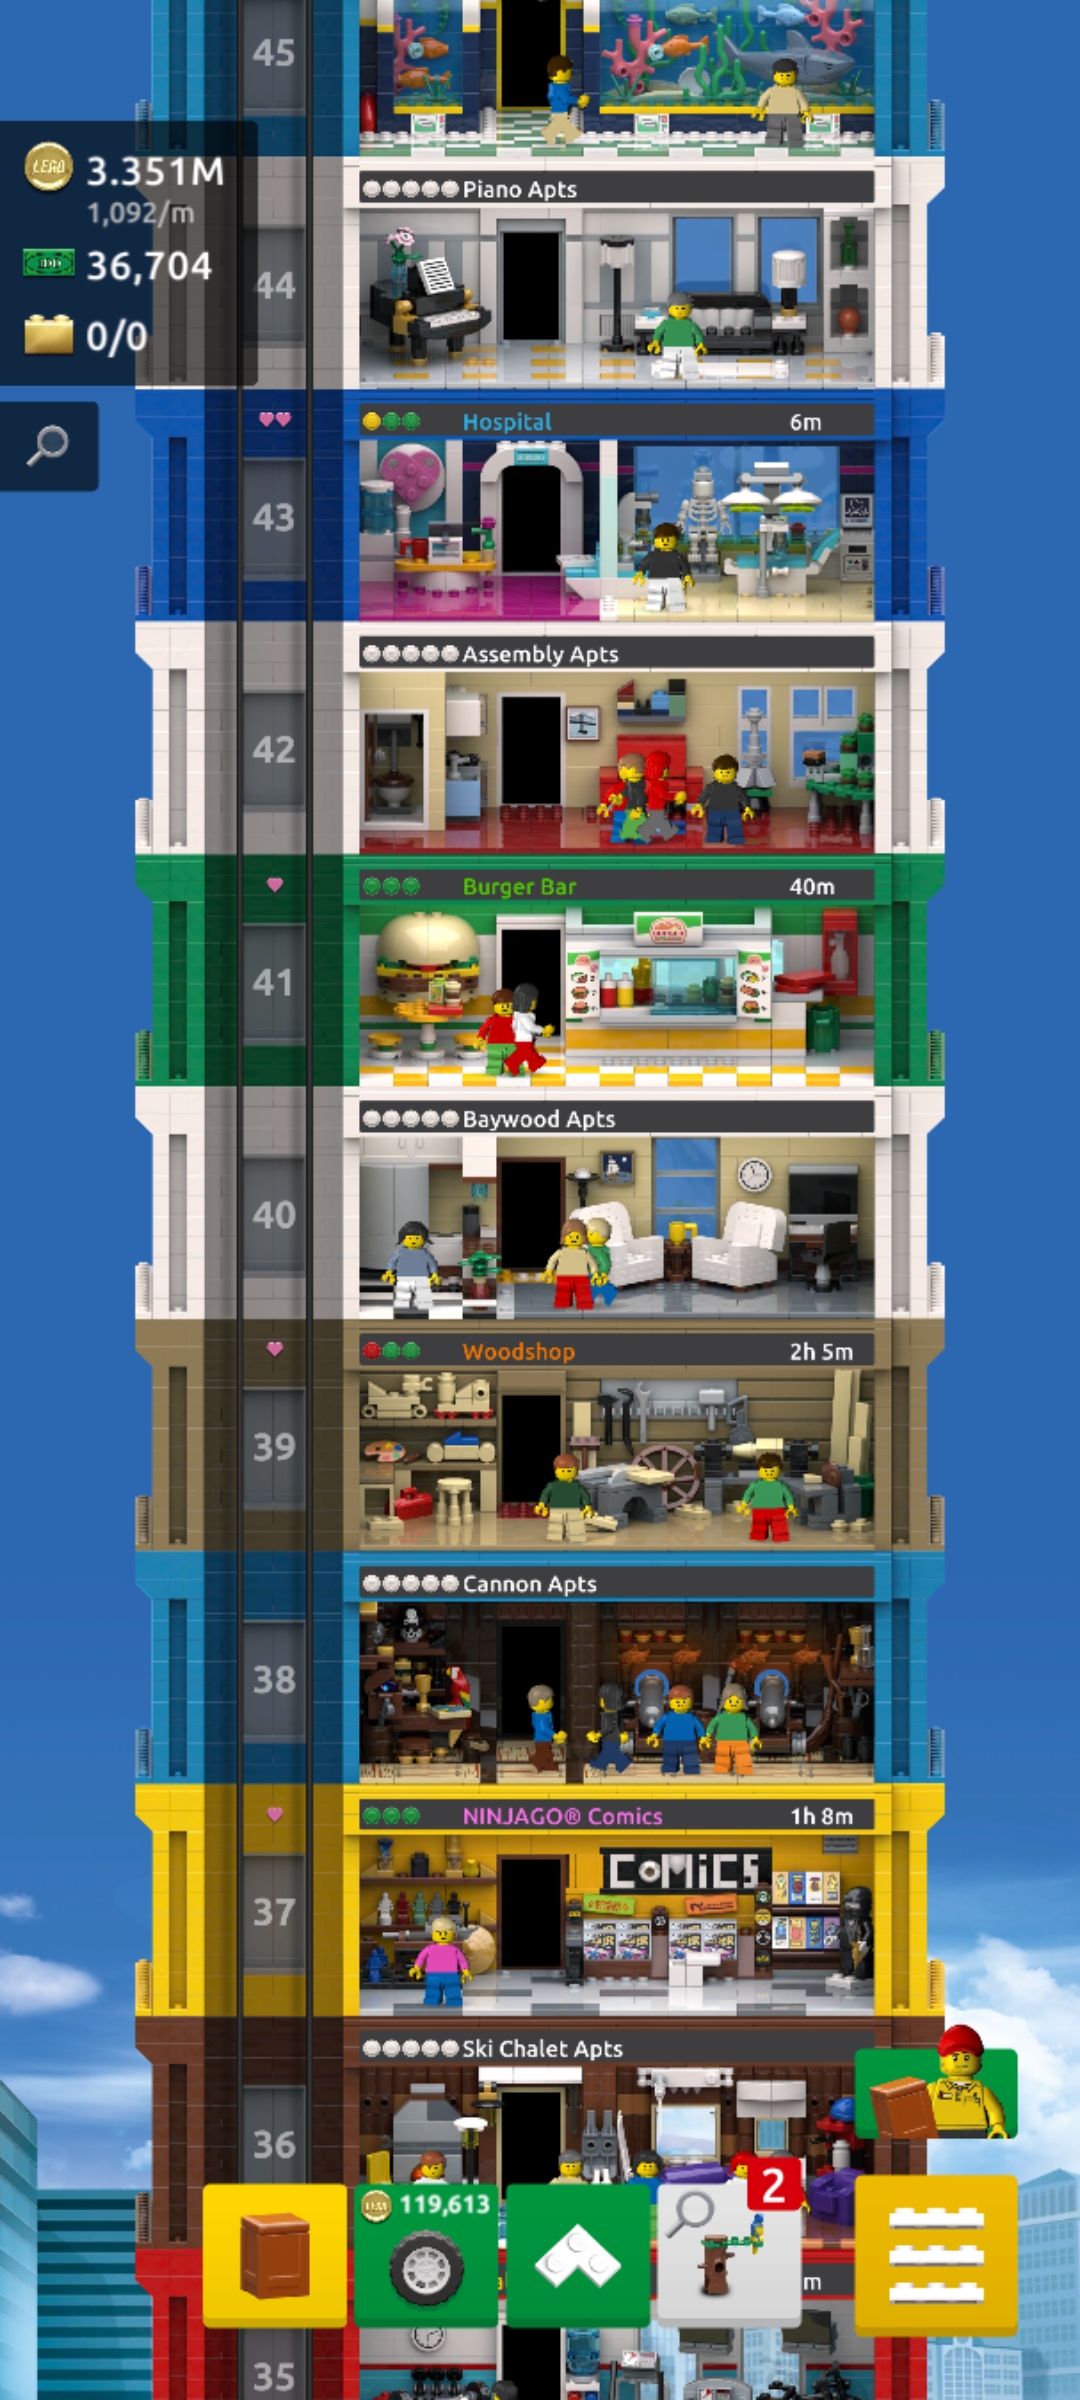 45
LEGO
3.351M
1,092/m
36,704
0/0
Piano Apts
44
Hospital 6m
43
Assembly Apts
42
Burger Bar 40m
41
Baywood Apts
40
Woodshop 2h 5m
39
Cannon Apts
38
NINJAGO® Comics 1h 8m
COMiCS
37
Ski Chalet Apts
36
119,613
2
m
35